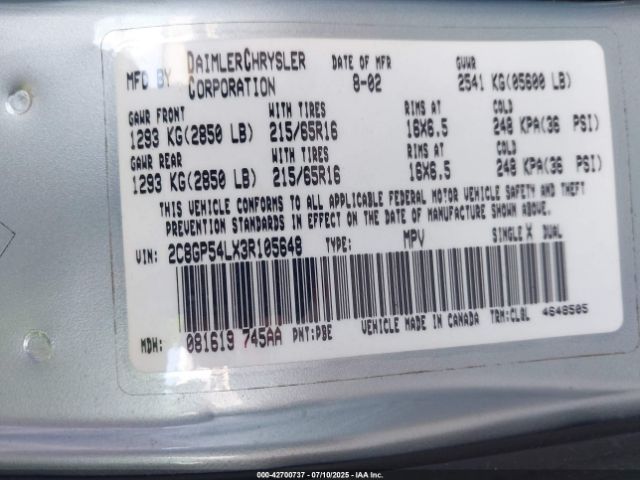 MFD BY DAIMLERCHRYSLER CORPORATION DATE OF MFR 8-02 GVWR 2541 KG(05600 LB)
GAWR FRONT WITH TIRES RIMS AT COLD
1293 KG(2850 LB) 215/65R16 16X6.5 248 KPA(36 PSI)
GAWR REAR WITH TIRES RIMS AT COLD
1293 KG(2850 LB) 215/65R16 16X6.5 248 KPA(36 PSI)
THIS VEHICLE CONFORMS TO ALL APPLICABLE FEDERAL MOTOR VEHICLE SAFETY AND THEFT
PREVENTION STANDARDS IN EFFECT ON THE DATE OF MANUFACTURE SHOWN ABOVE.
VIN: 2C8GP54LX3R105648 TYPE: MPV SINGLE X DUAL
MDH: 081619 745AA PNT:PBE VEHICLE MADE IN CANADA TRM:CLQL 4648505
000-42700737 - 07/10/2025 - IAA Inc.